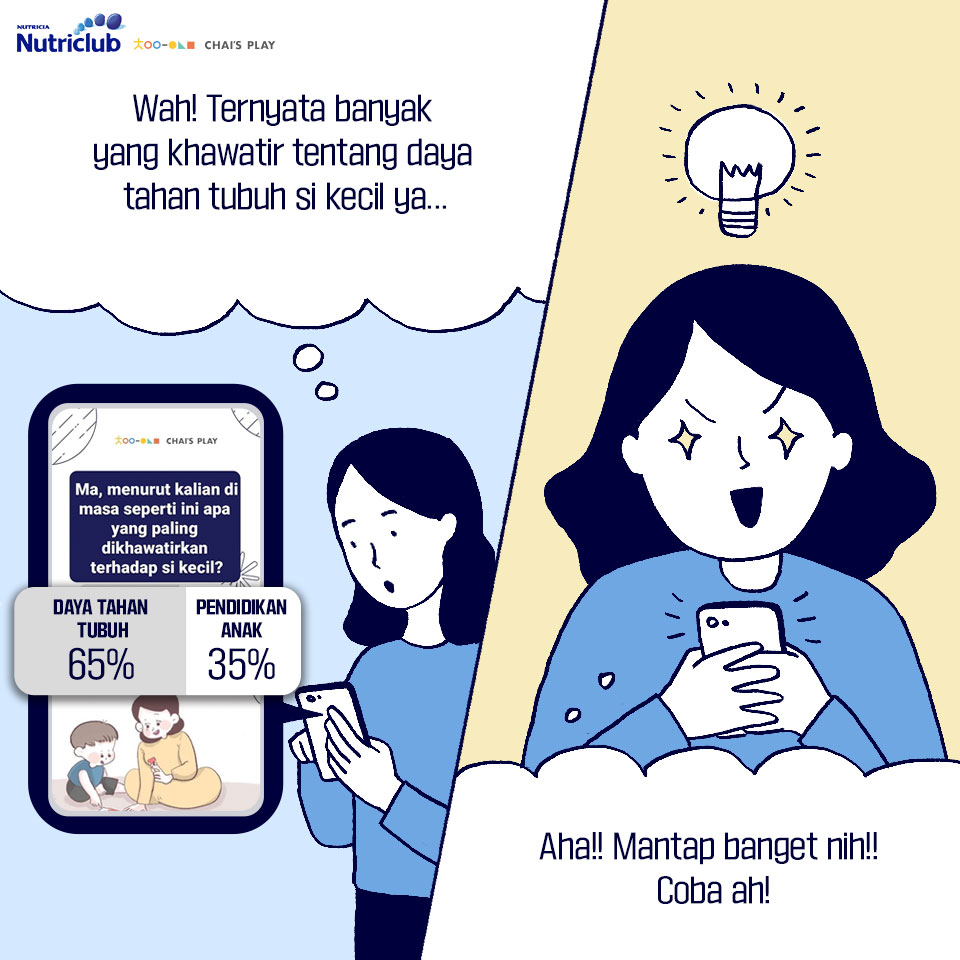 NUTRICIA
Nutriclub
CHAI'S PLAY
Wah! Ternyata banyak
yang khawatir tentang daya
tahan tubuh si kecil ya...
CHAI'S PLAY
Ma, menurut kalian di
masa seperti ini apa
yang paling
dikhawatirkan
terhadap si kecil?
DAYA TAHAN
TUBUH
65%
PENDIDIKAN
ANAK
35%
Aha!! Mantap banget nih!!
Coba ah!